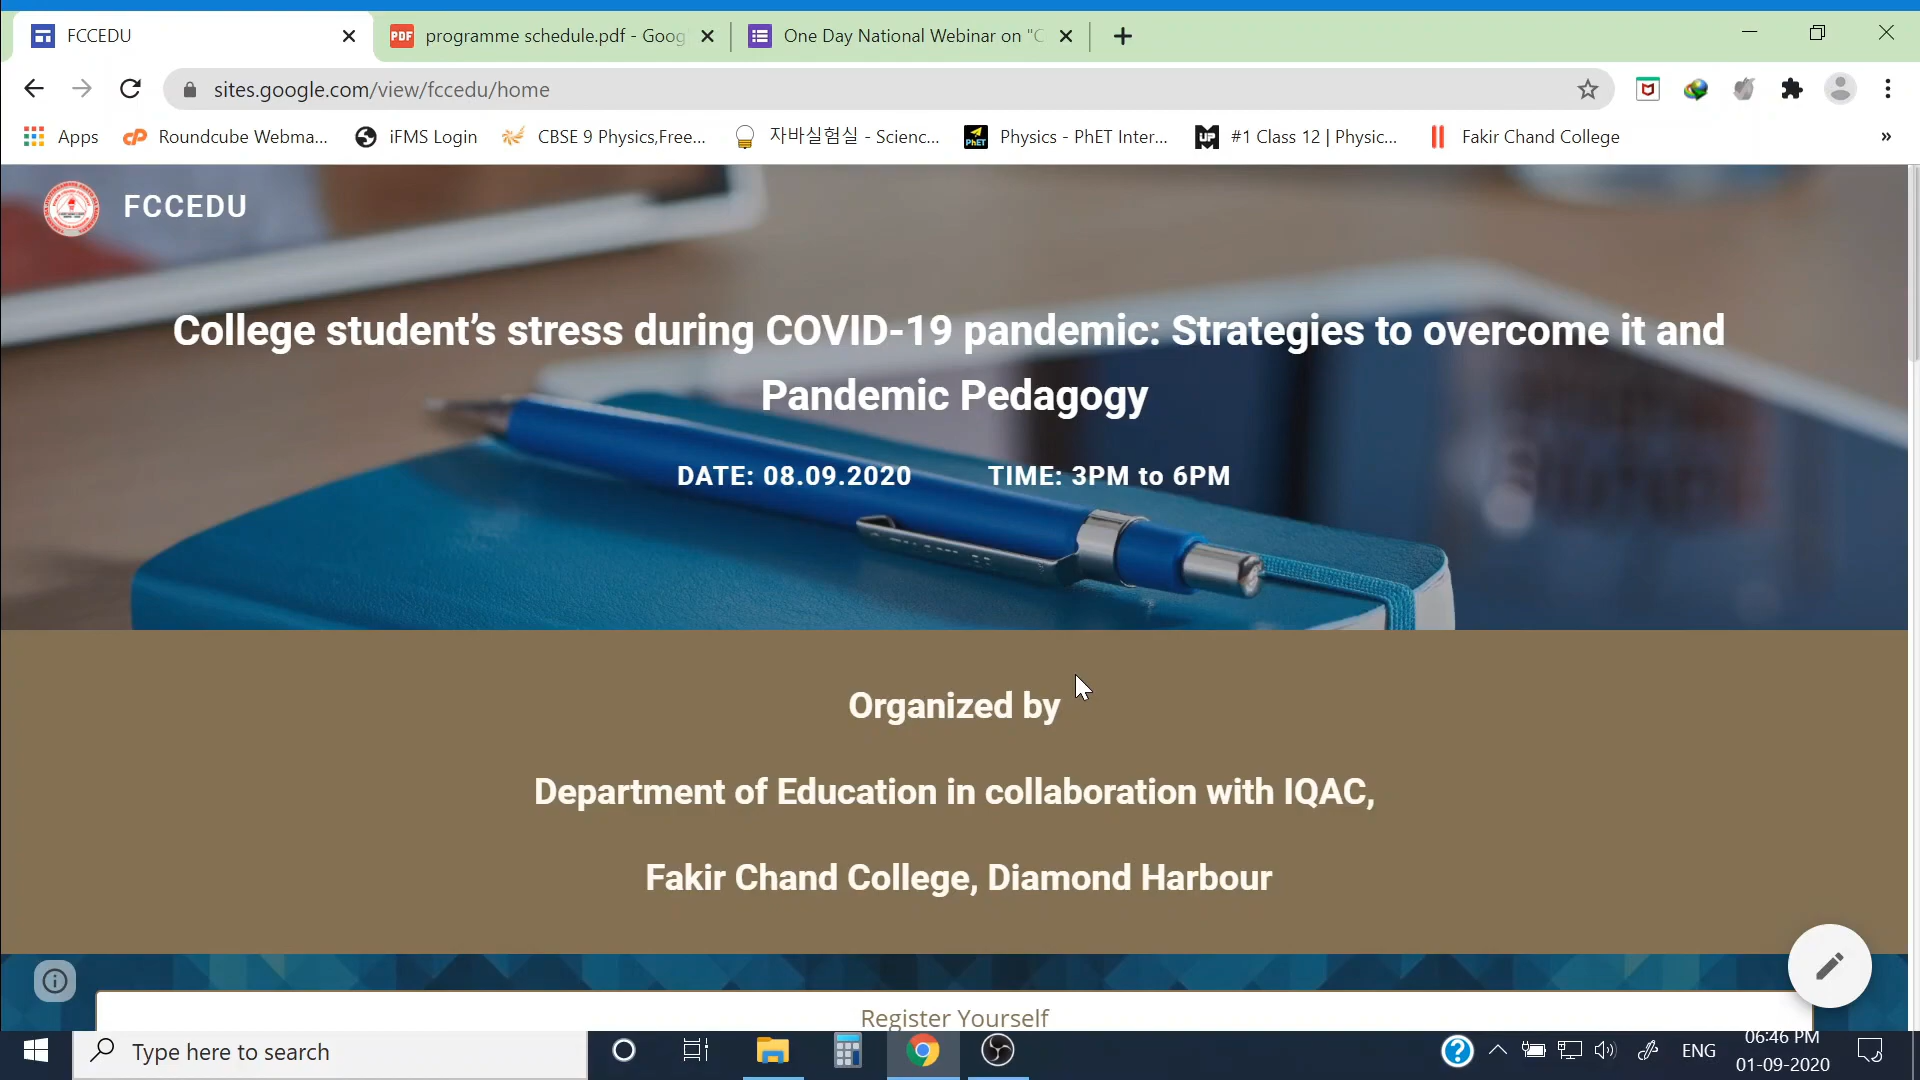 FCCEDU
programme schedule.pdf - Goog
One Day National Webinar on "C
sites.google.com/view/fccedu/home
Apps
Roundcube Webma...
iFMS Login
CBSE 9 Physics,Free...
자바실험실 - Scienc...
Physics - PhET Inter...
#1 Class 12 | Physic...
Fakir Chand College
»
FCCEDU
College student’s stress during COVID-19 pandemic: Strategies to overcome it and
Pandemic Pedagogy
DATE: 08.09.2020 TIME: 3PM to 6PM
Organized by
Department of Education in collaboration with IQAC,
Fakir Chand College, Diamond Harbour
Register Yourself
Type here to search
ENG
06:46 PM
01-09-2020